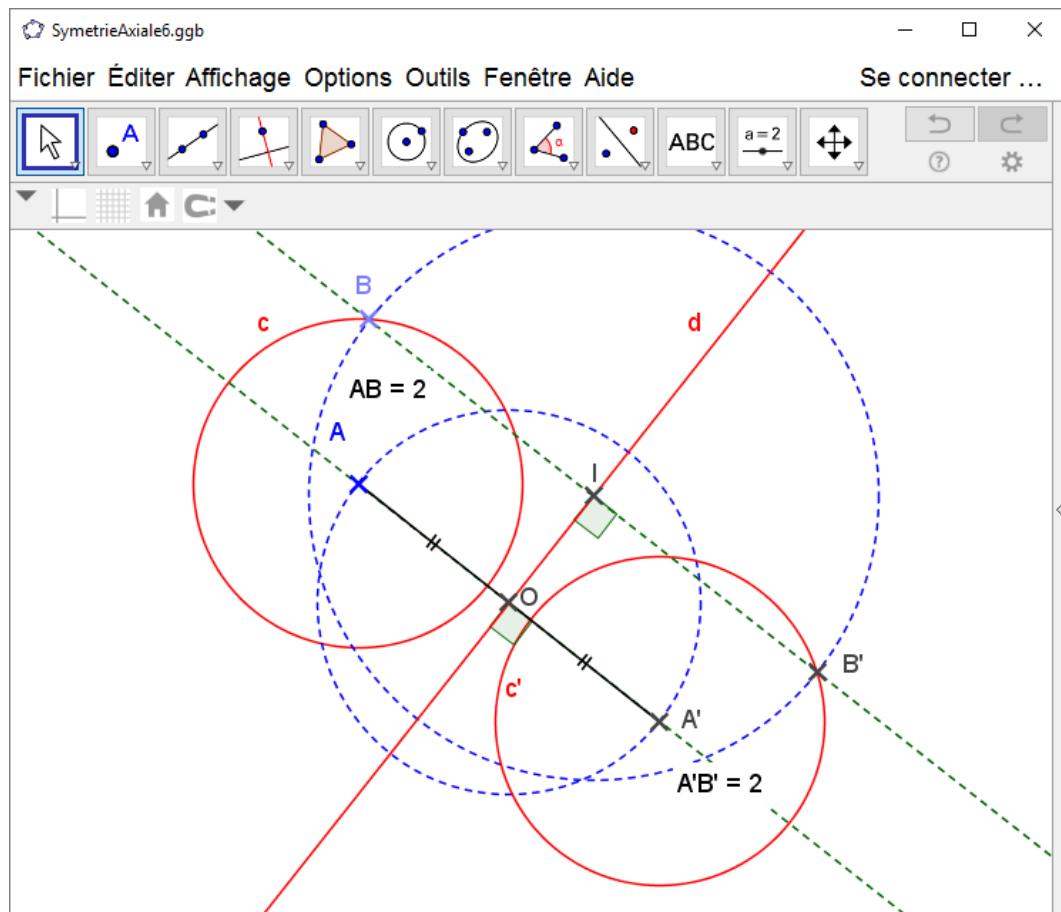 SymetrieAxiale6.ggb
Fichier Éditer Affichage Options Outils Fenêtre Aide Se connecter ...
A α ABC a = 2
B
c d
AB = 2
A
I
O
c' B'
A'
A'B' = 2